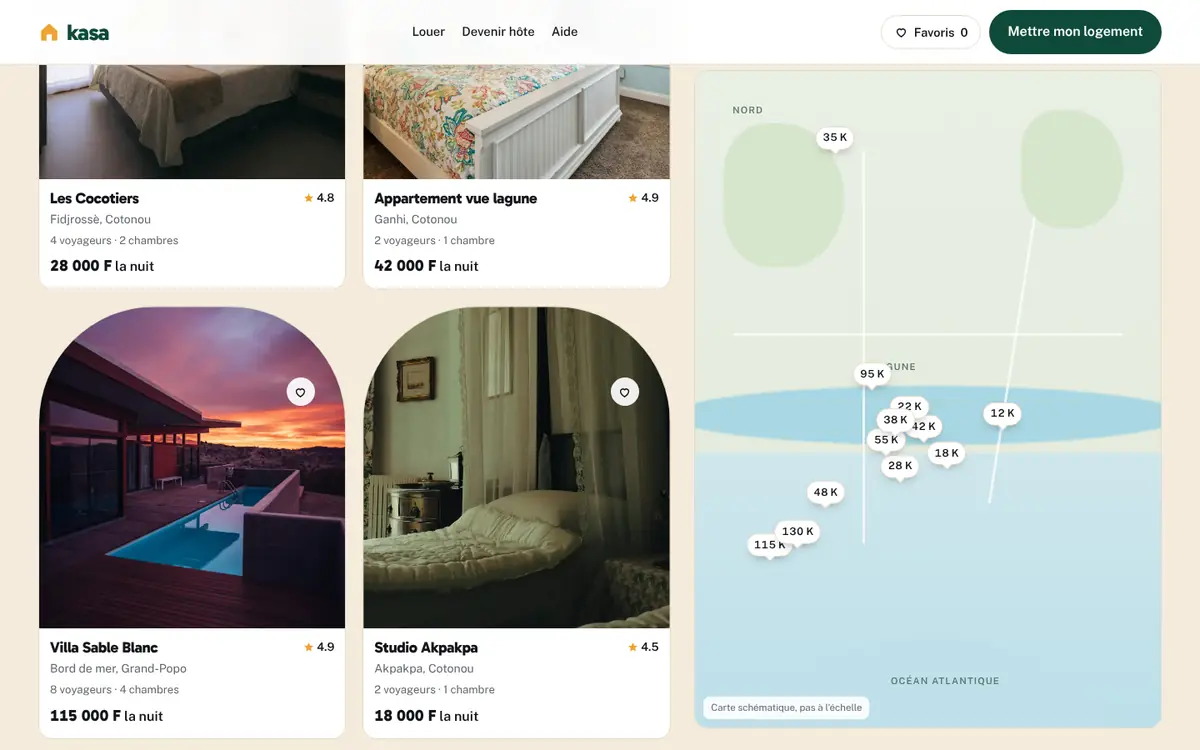 kasa
Louer Devenir hôte Aide
Favoris 0
Mettre mon logement
Les Cocotiers 4.8
Fidjrossè, Cotonou
4 voyageurs · 2 chambres
28 000 F la nuit
Appartement vue lagune 4.9
Ganhi, Cotonou
2 voyageurs · 1 chambre
42 000 F la nuit
Villa Sable Blanc 4.9
Bord de mer, Grand-Popo
8 voyageurs · 4 chambres
115 000 F la nuit
Studio Akpakpa 4.5
Akpakpa, Cotonou
2 voyageurs · 1 chambre
18 000 F la nuit
NORD
35 K
95 K
22 K
38 K
42 K
12 K
55 K
18 K
28 K
48 K
130 K
115 K
OCÉAN ATLANTIQUE
Carte schématique, pas à l'échelle